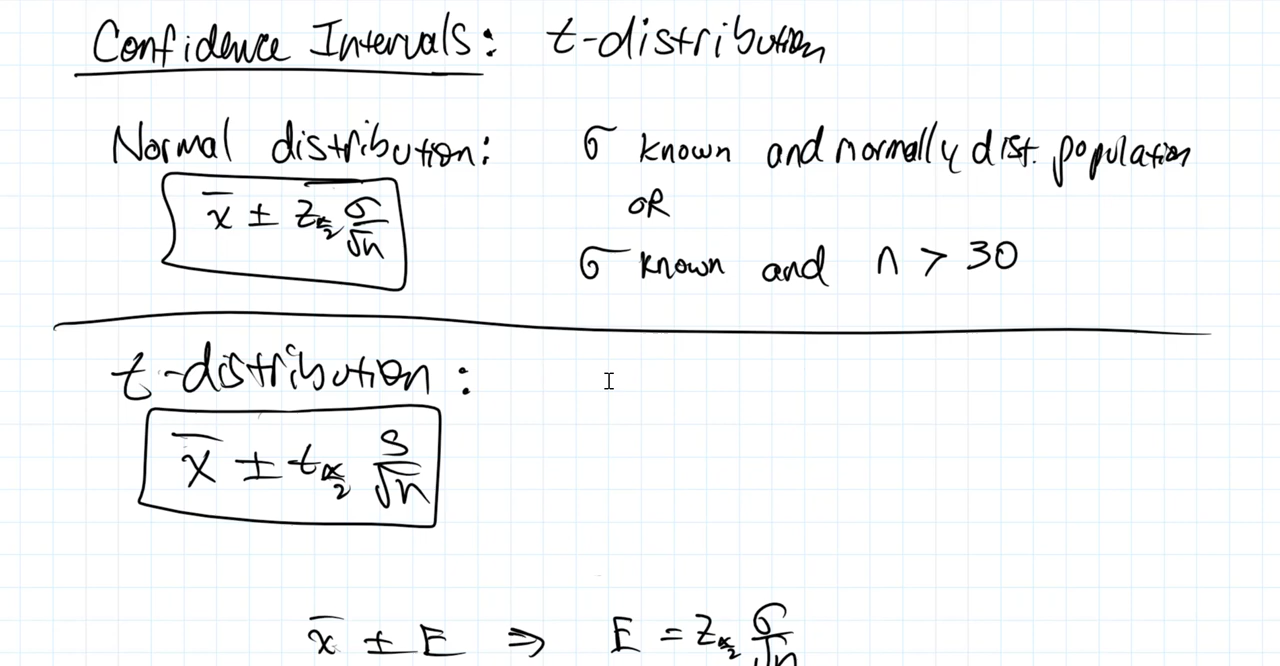 Confidence Intervals: t-distribution
Normal distribution: σ known and normally dist. population
x̄ ± z_{α/2} σ/√n
OR
σ known and n > 30
t-distribution:
x̄ ± t_{α/2} s/√n
x̄ ± E ⇒ E = z_{α/2} σ/√n